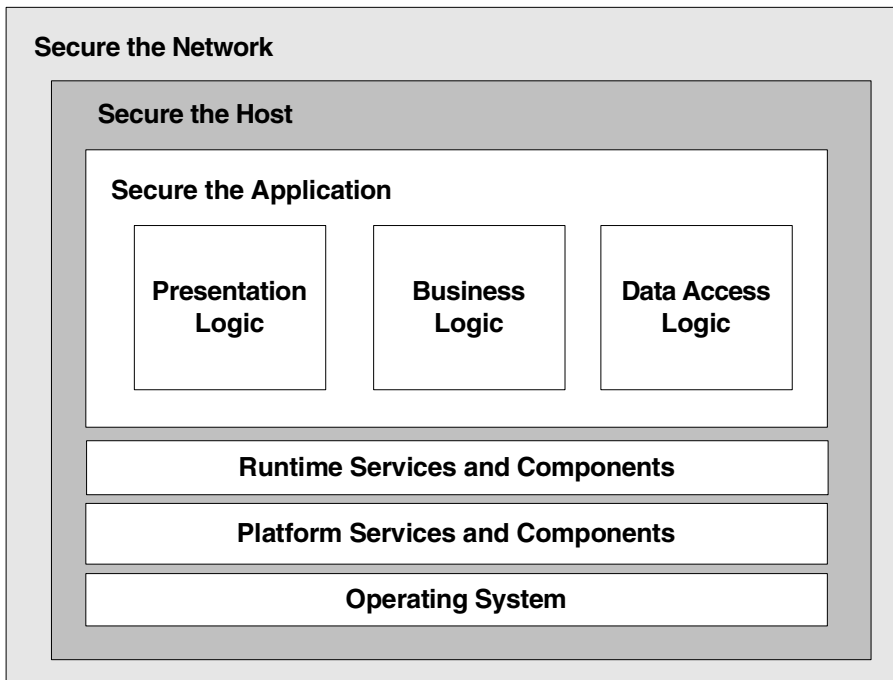 Secure the Network
Secure the Host
Secure the Application
Presentation
Logic
Business
Logic
Data Access
Logic
Runtime Services and Components
Platform Services and Components
Operating System